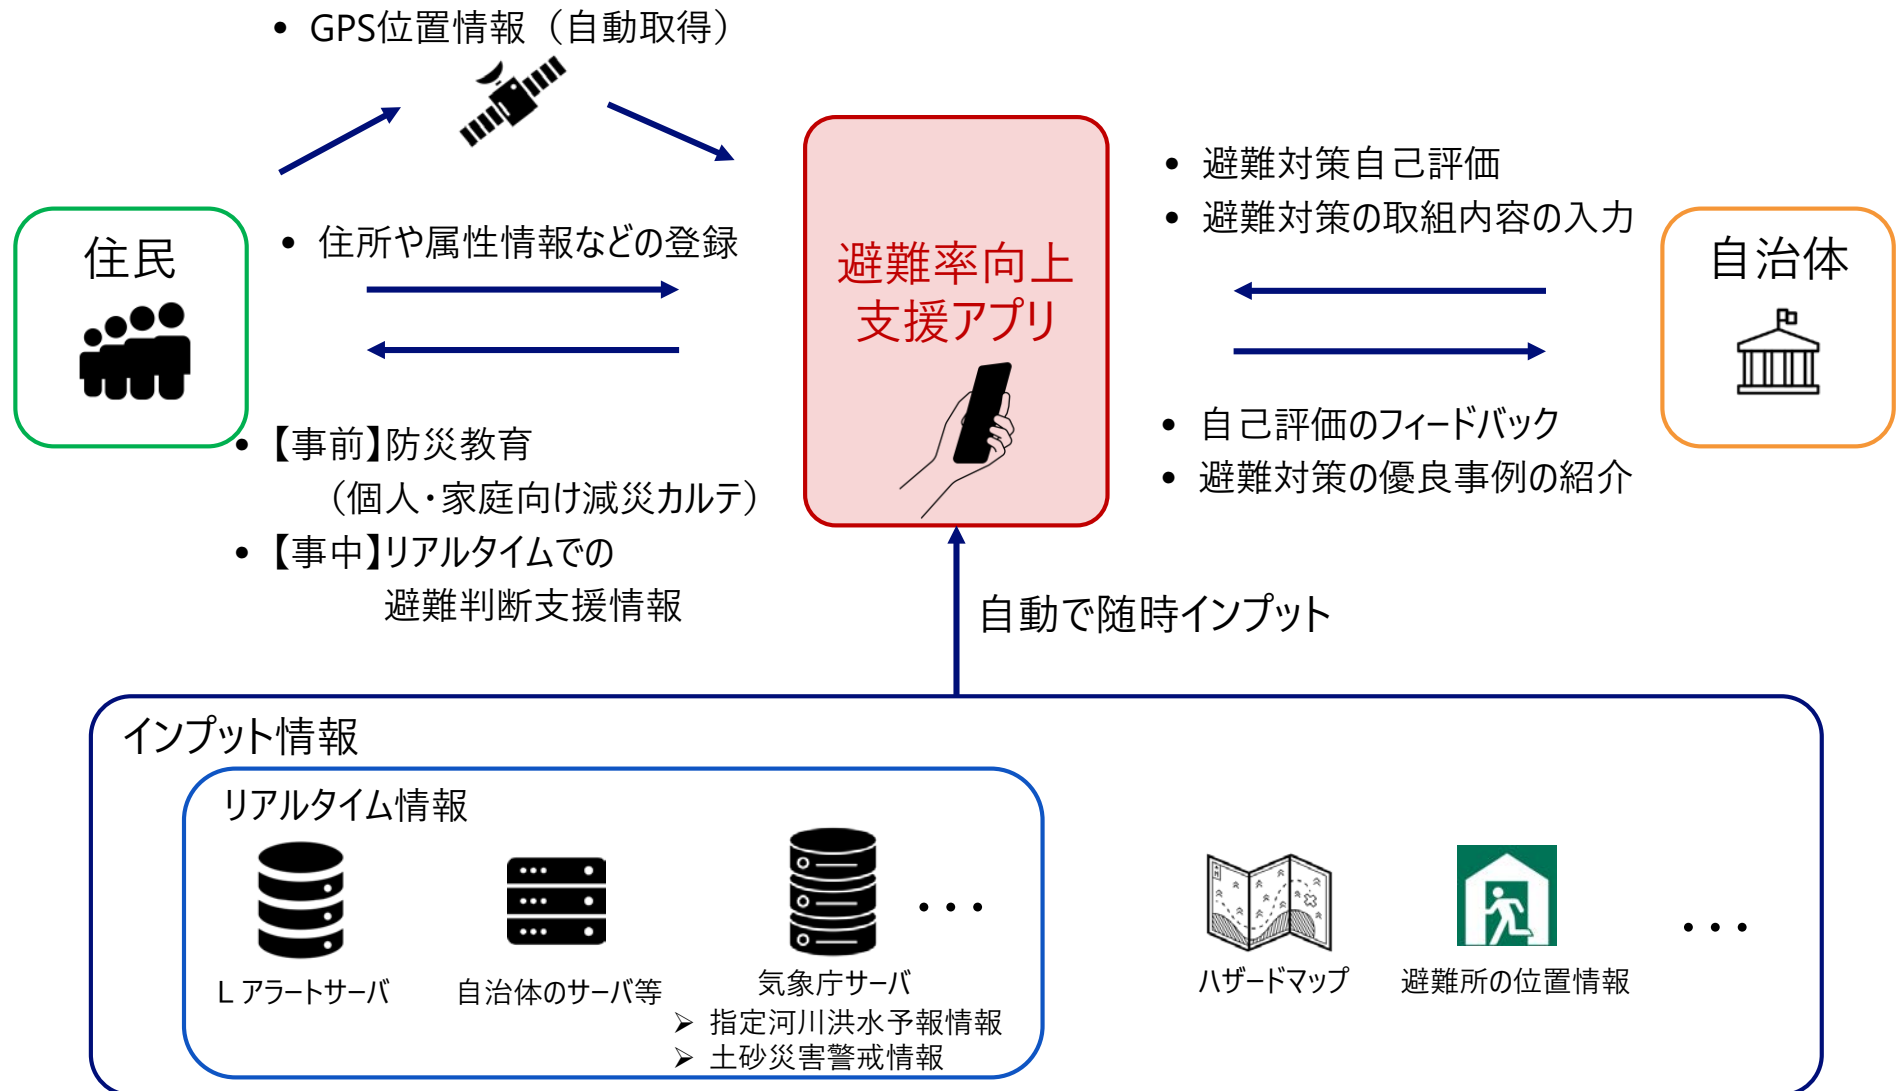 • GPS位置情報（自動取得）
住民
• 住所や属性情報などの登録
• 【事前】防災教育
（個人・家庭向け減災カルテ）
• 【事中】リアルタイムでの
避難判断支援情報
避難率向上
支援アプリ
• 避難対策自己評価
• 避難対策の取組内容の入力
自治体
• 自己評価のフィードバック
• 避難対策の優良事例の紹介
自動で随時インプット
インプット情報
リアルタイム情報
Ｌアラートサーバ
自治体のサーバ等
気象庁サーバ
➢ 指定河川洪水予報情報
➢ 土砂災害警戒情報
・・・
ハザードマップ
避難所の位置情報
・・・